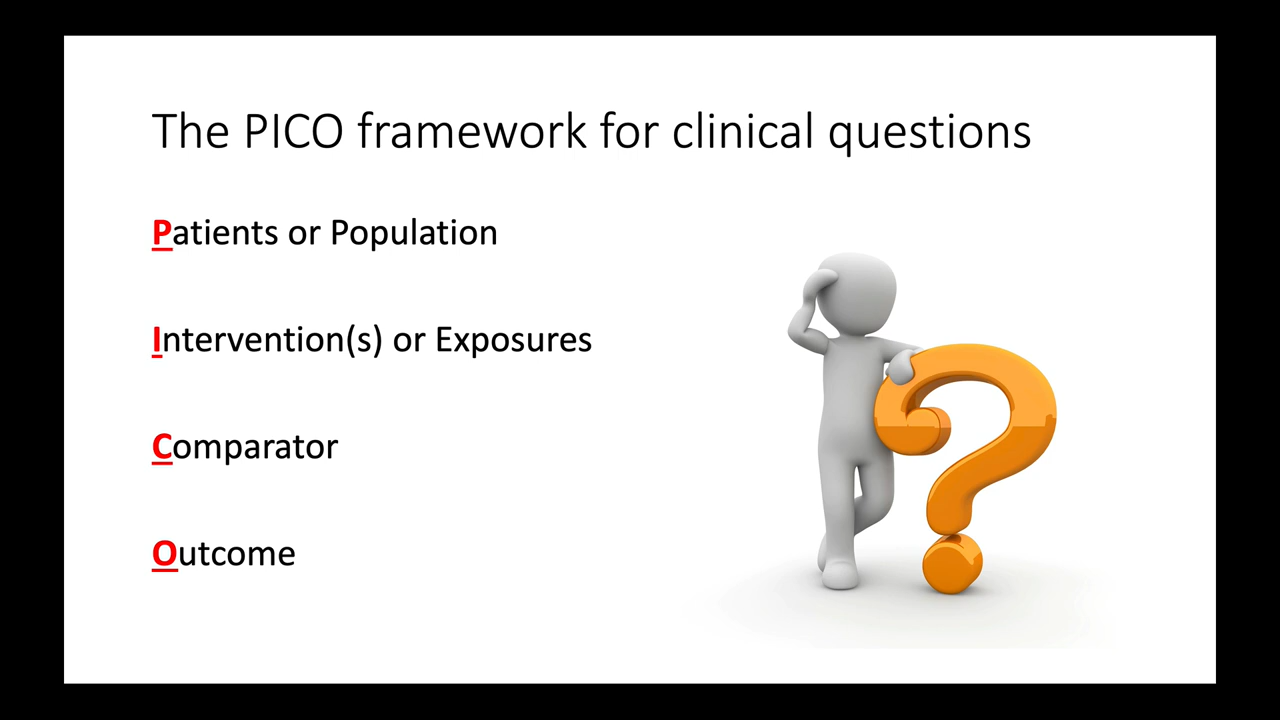 The PICO framework for clinical questions
Patients or Population
Intervention(s) or Exposures
Comparator
Outcome